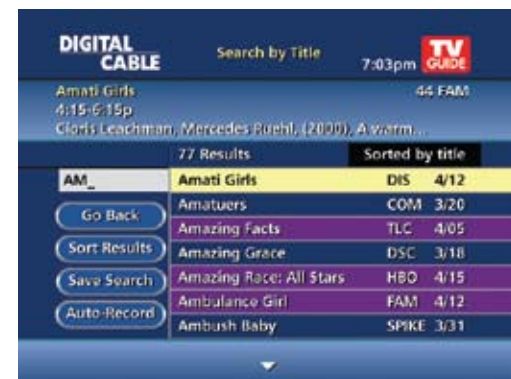 DIGITAL
CABLE
Search by Title
7:03pm
TV
GUIDE
Amati Girls
44 FAM
4:15-6:15p
Cloris Leachman, Mercedes Ruehl, (2000), A warm...
77 Results
Sorted by title
AM_
Amati Girls DIS 4/12
Go Back
Amatuers COM 3/20
Amazing Facts TLC 4/05
Sort Results
Amazing Grace DSC 3/18
Save Search
Amazing Race: All Stars HBO 4/15
Ambulance Girl FAM 4/12
Auto-Record
Ambush Baby SPIKE 3/31